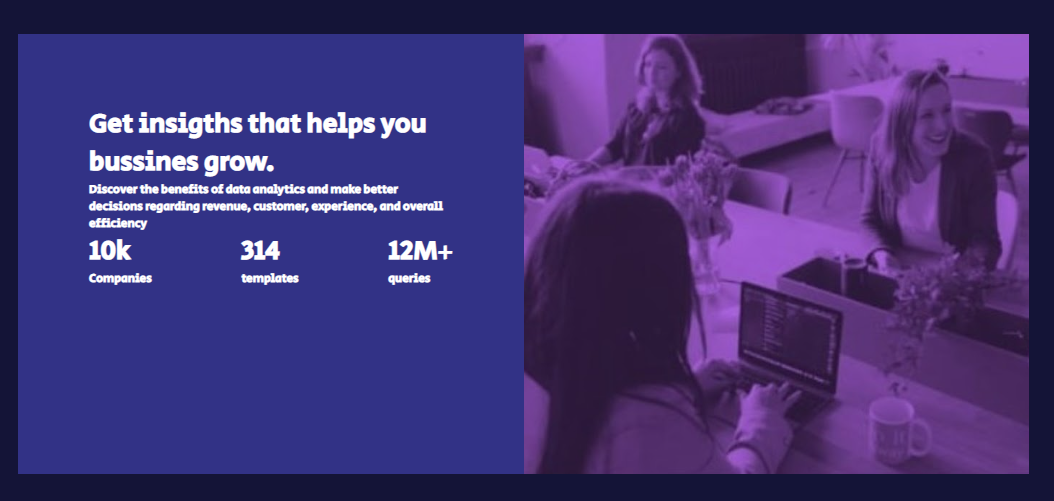 Get insigths that helps you
bussines grow.
Discover the benefits of data analytics and make better
decisions regarding revenue, customer, experience, and overall
efficiency
10k 314 12M+
Companies templates queries